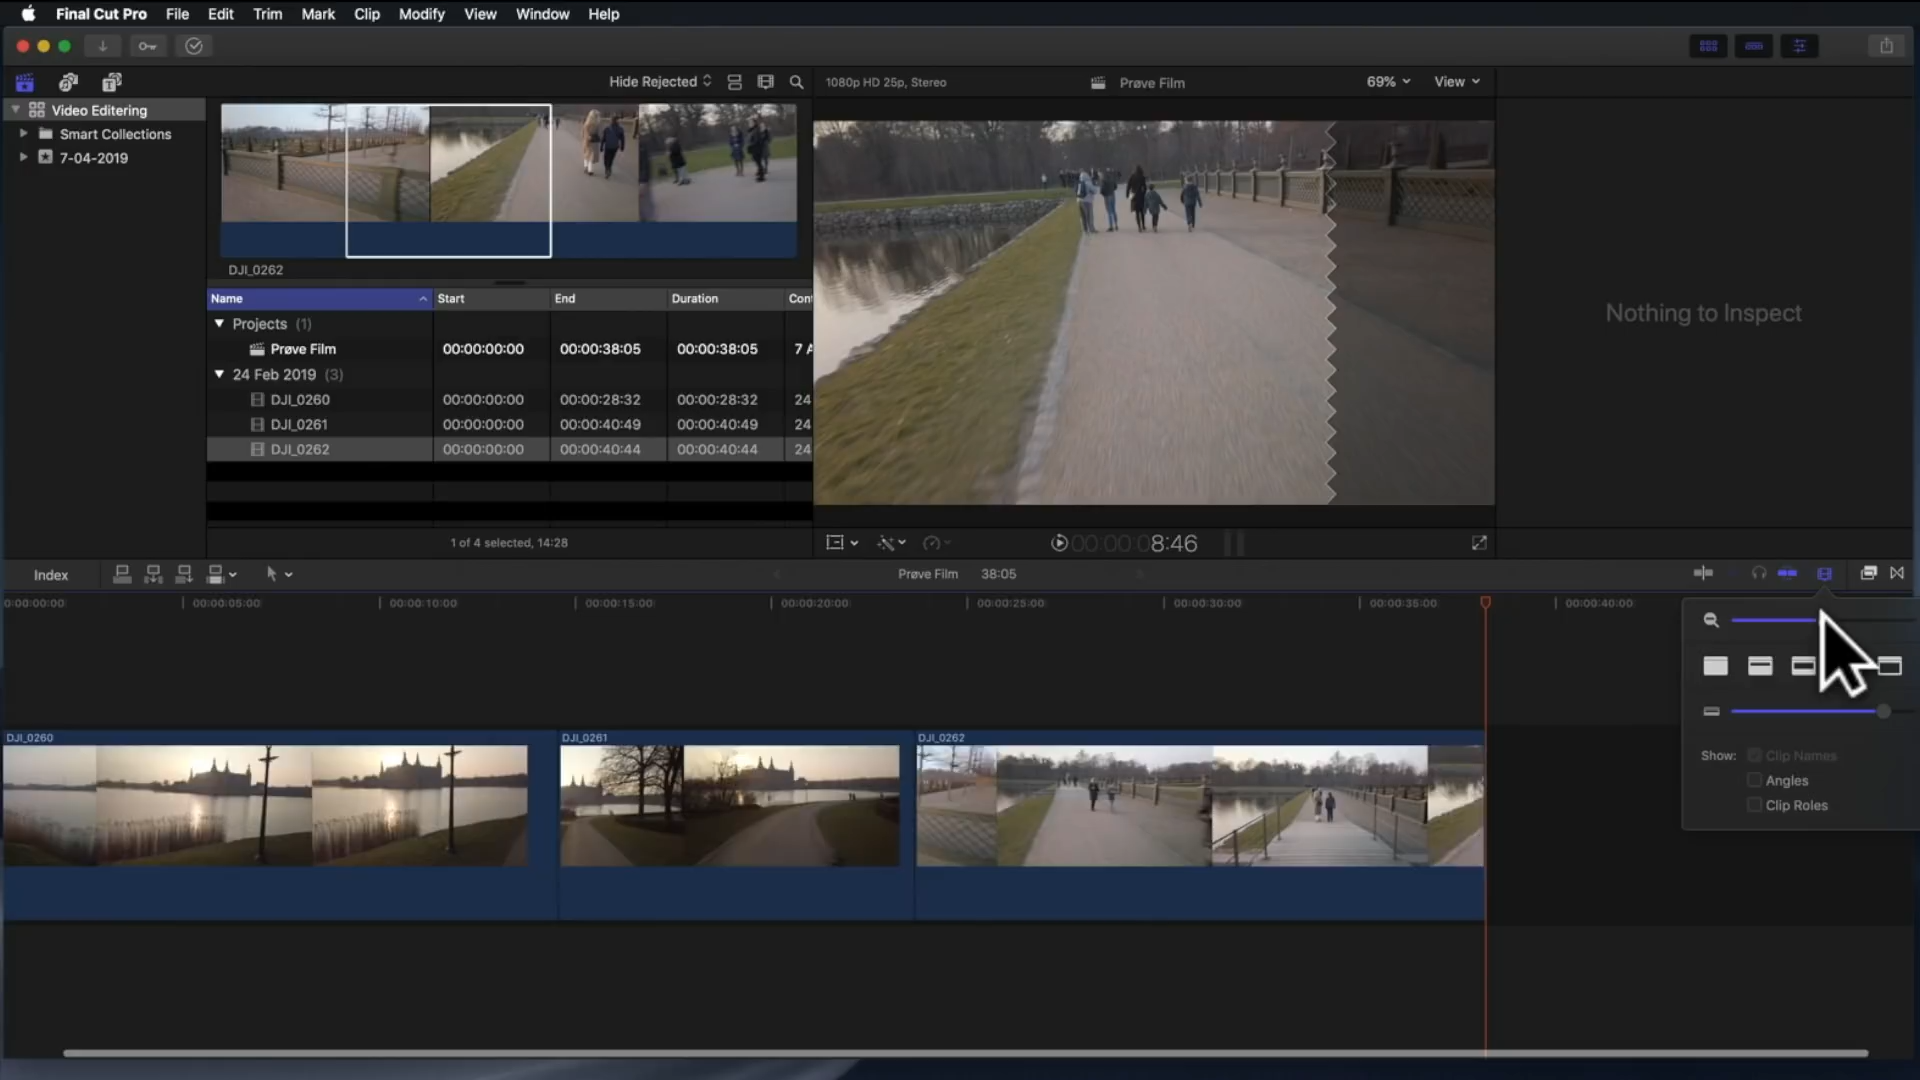 Final Cut Pro File Edit Trim Mark Clip Modify View Window Help
Hide Rejected
1080p HD 25p, Stereo
Prøve Film
69%
View
Video Editering
Smart Collections
7-04-2019
DJI_0262
Name Start End Duration
Projects (1)
Prøve Film 00:00:00:00 00:00:38:05 00:00:38:05 7
24 Feb 2019 (3)
DJI_0260 00:00:00:00 00:00:28:32 00:00:28:32 24
DJI_0261 00:00:00:00 00:00:40:49 00:00:40:49 24
DJI_0262 00:00:00:00 00:00:40:44 00:00:40:44 24
1 of 4 selected, 14:28
Nothing to Inspect
00:00:08:46
Index
Prøve Film 38:05
0:00:00:00 00:00:05:00 00:00:10:00 00:00:15:00 00:00:20:00 00:00:25:00 00:00:30:00 00:00:35:00 00:00:40:00
DJI_0260 DJI_0261 DJI_0262
Show: Clip Names
Angles
Clip Roles